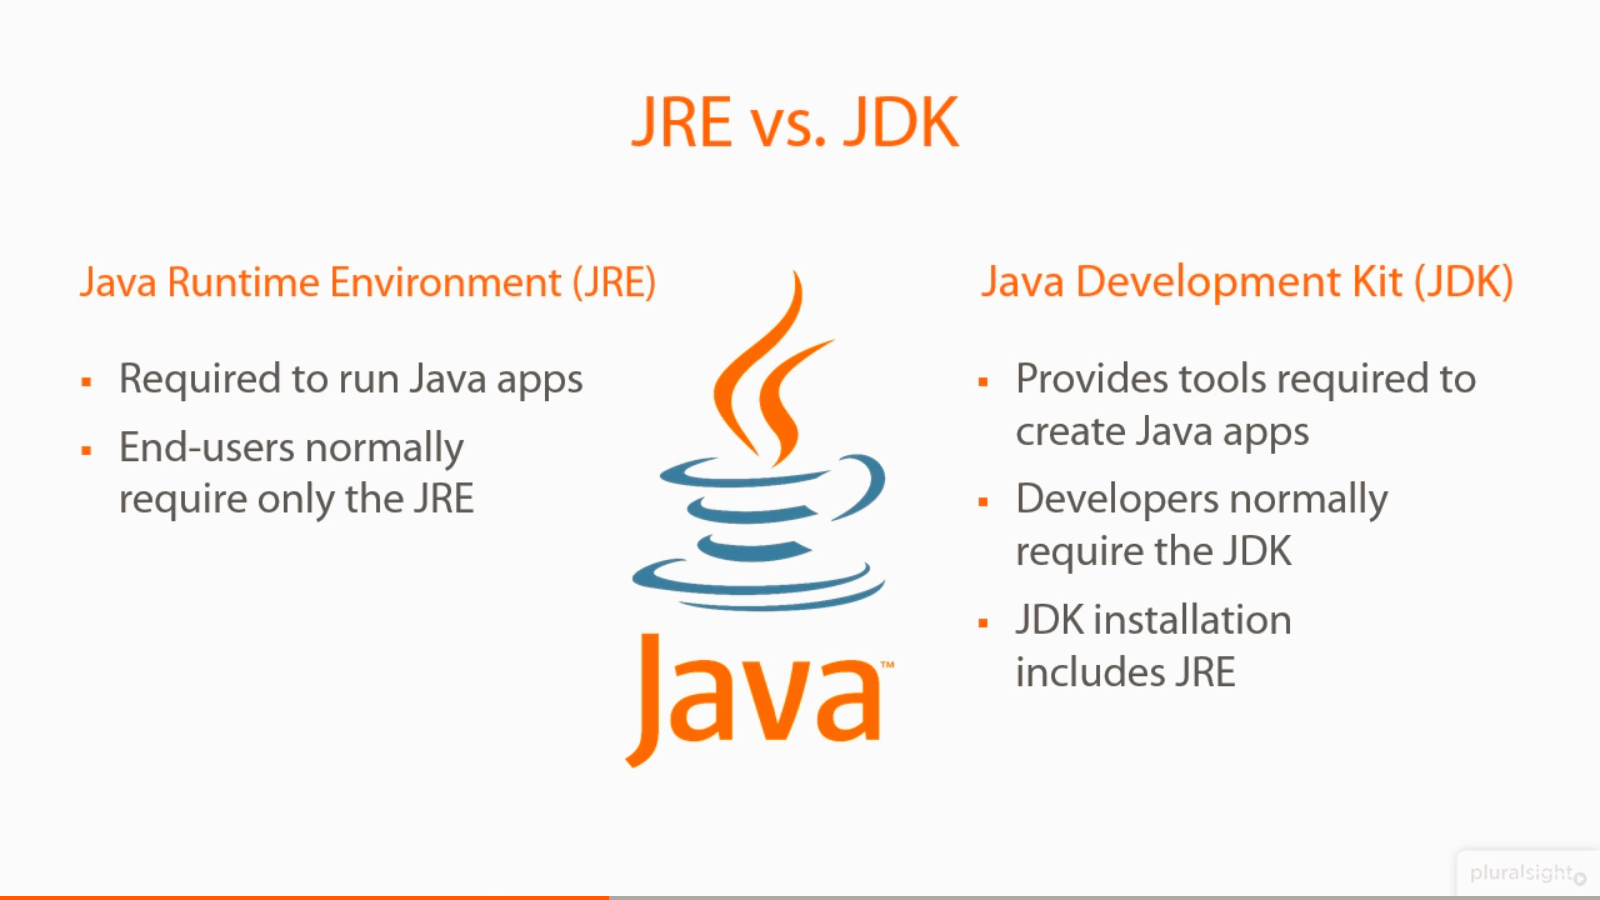 JRE vs. JDK
Java Runtime Environment (JRE)
Required to run Java apps
End-users normally
require only the JRE
Java™
Java Development Kit (JDK)
Provides tools required to
create Java apps
Developers normally
require the JDK
JDK installation
includes JRE
pluralsight